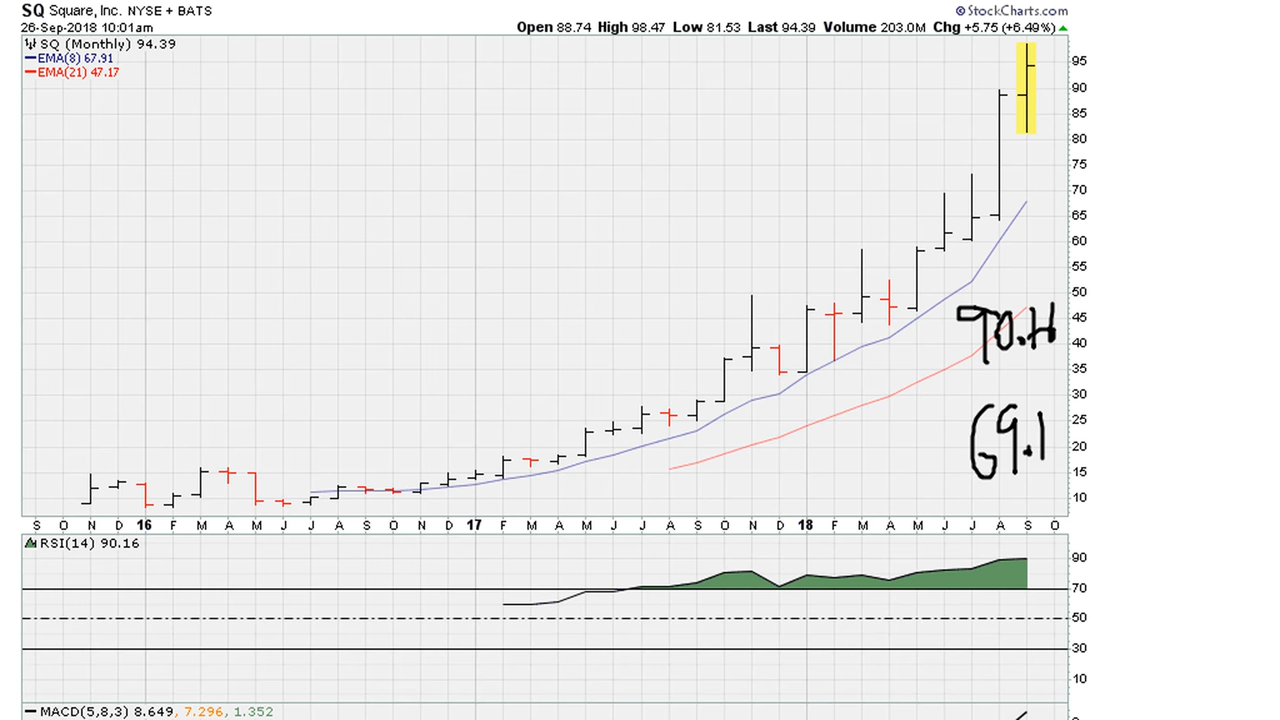 SQ Square, Inc. NYSE + BATS
© StockCharts.com
26-Sep-2018 10:01am
Open 88.74 High 98.47 Low 81.53 Last 94.39 Volume 203.0M Chg +5.75 (+6.49%)
SQ (Monthly) 94.39
EMA(8) 67.91
EMA(21) 47.17
95
90
85
80
75
70
65
60
55
50
45
40
35
30
25
20
15
10
69.1
S O N D 16 F M A M J J A S O N D 17 F M A M J J A S O N D 18 F M A M J J A S O
RSI(14) 90.16
90
70
50
30
10
MACD(5,8,3) 8.649, 7.296, 1.352